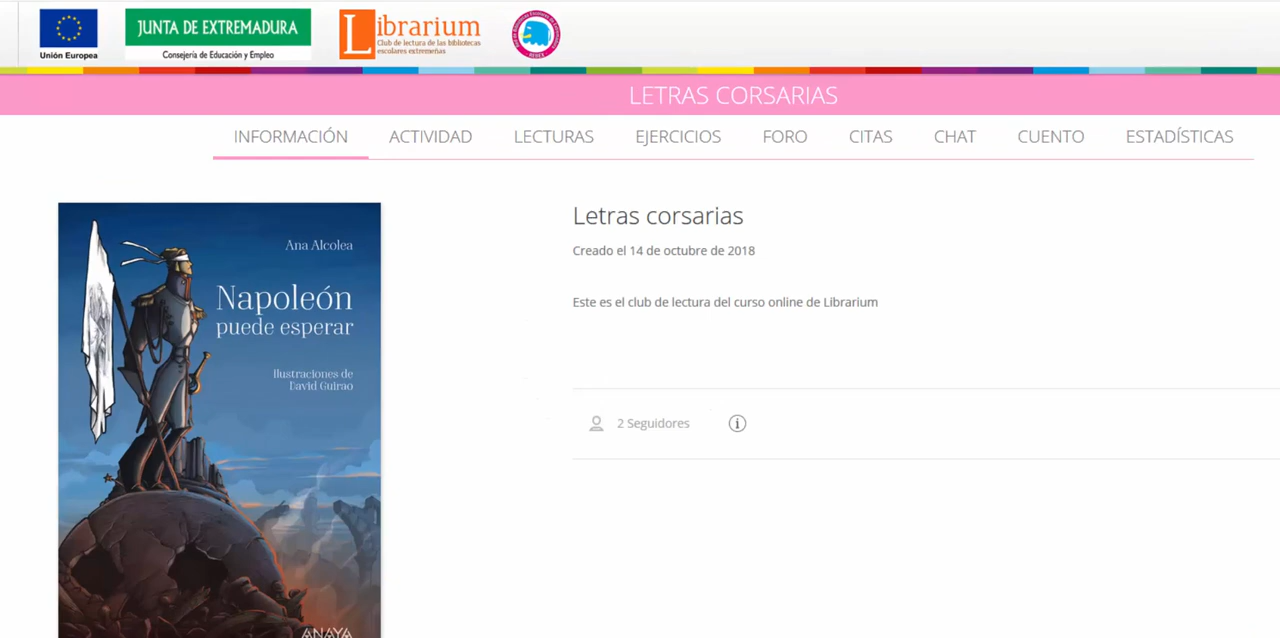 Unión Europea
JUNTA DE EXTREMADURA
Consejería de Educación y Empleo
Librarium
Club de lectura de las bibliotecas
escolares extremeñas
LETRAS CORSARIAS
INFORMACIÓN ACTIVIDAD LECTURAS EJERCICIOS FORO CITAS CHAT CUENTO ESTADÍSTICAS
Ana Alcolea
Napoleón
puede esperar
Ilustraciones de
David Guirao
ANAYA
Letras corsarias
Creado el 14 de octubre de 2018
Este es el club de lectura del curso online de Librarium
2 Seguidores